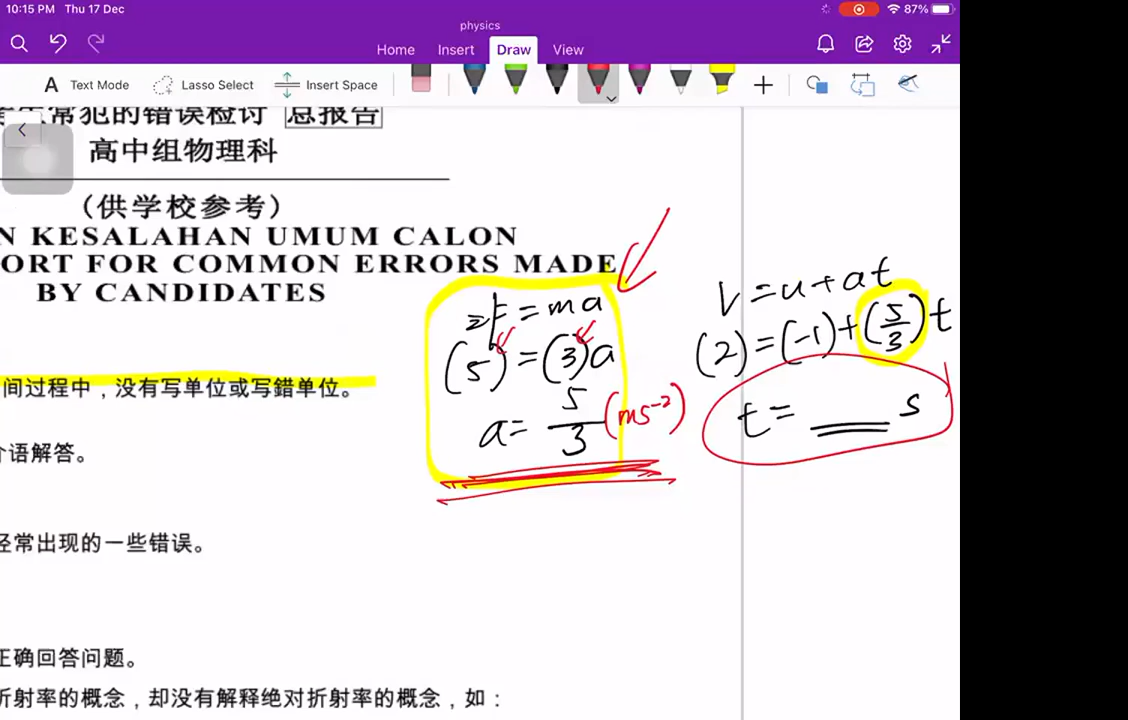 10:15 PM Thu 17 Dec
87%
physics
Home Insert Draw View
Text Mode Lasso Select Insert Space
常犯的错误检讨 总报告
高中组物理科
(供学校参考)
N KESALAHAN UMUM CALON
ORT FOR COMMON ERRORS MADE
BY CANDIDATES
间过程中，没有写单位或写錯单位。
语解答。
经常出现的一些错误。
正确回答问题。
折射率的概念，却没有解释绝对折射率的概念，如：
ΣF = ma
(5) = (3)a
a = 5/3 (ms⁻²)
V = u + at
(2) = (-1) + (5/3)t
t = ___ s